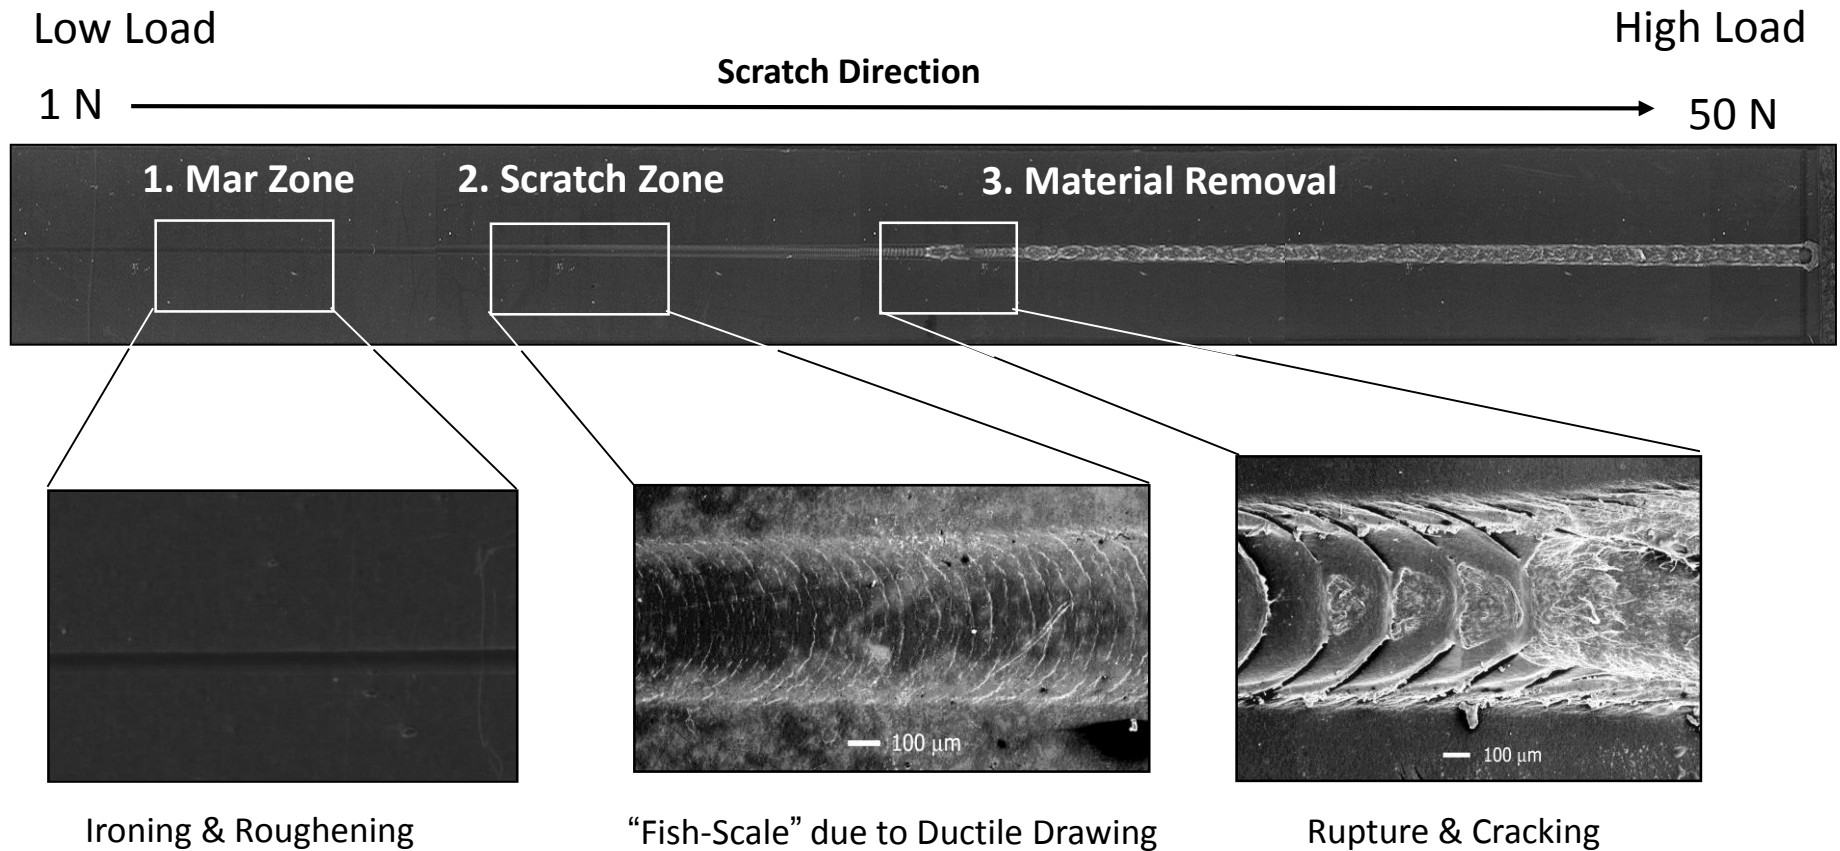 Low Load
High Load
Scratch Direction
1 N
50 N
1. Mar Zone
2. Scratch Zone
3. Material Removal
100 μm
100 μm
Ironing & Roughening
“Fish-Scale” due to Ductile Drawing
Rupture & Cracking